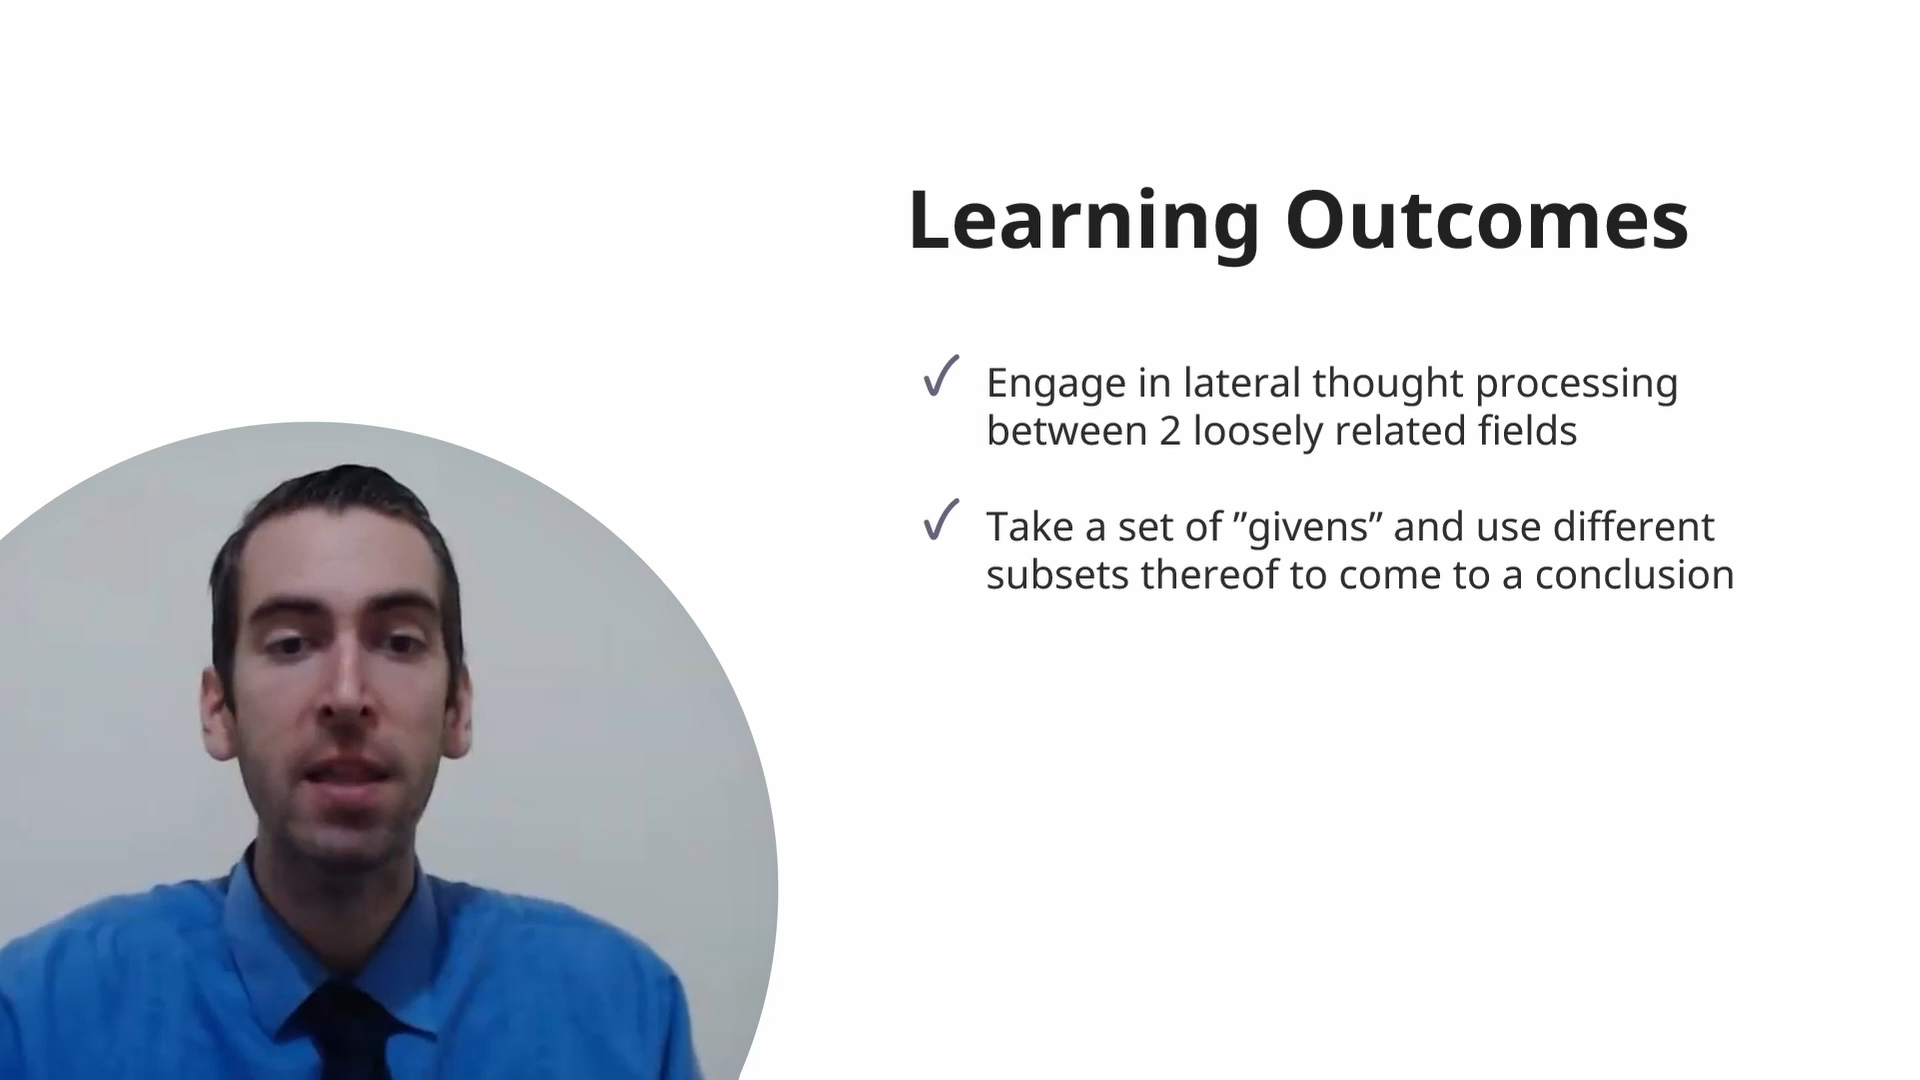 Learning Outcomes
✓ Engage in lateral thought processing
between 2 loosely related fields
✓ Take a set of ”givens” and use different
subsets thereof to come to a conclusion